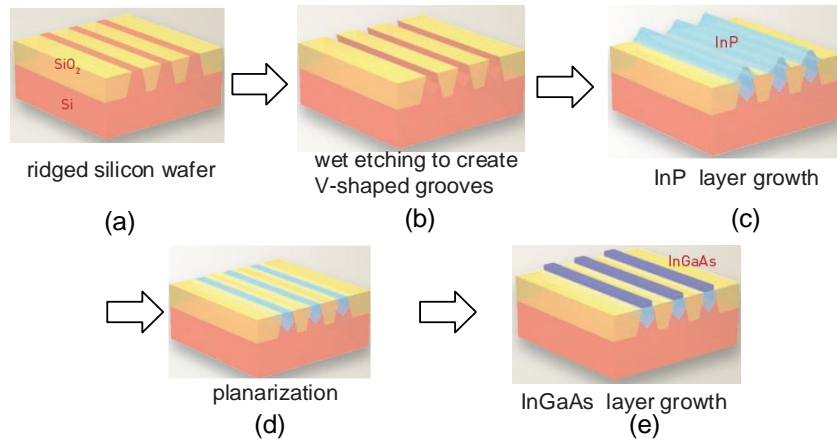 SiO2
Si
ridged silicon wafer
(a)
wet etching to create
V-shaped grooves
(b)
InP
InP layer growth
(c)
planarization
(d)
InGaAs
InGaAs layer growth
(e)